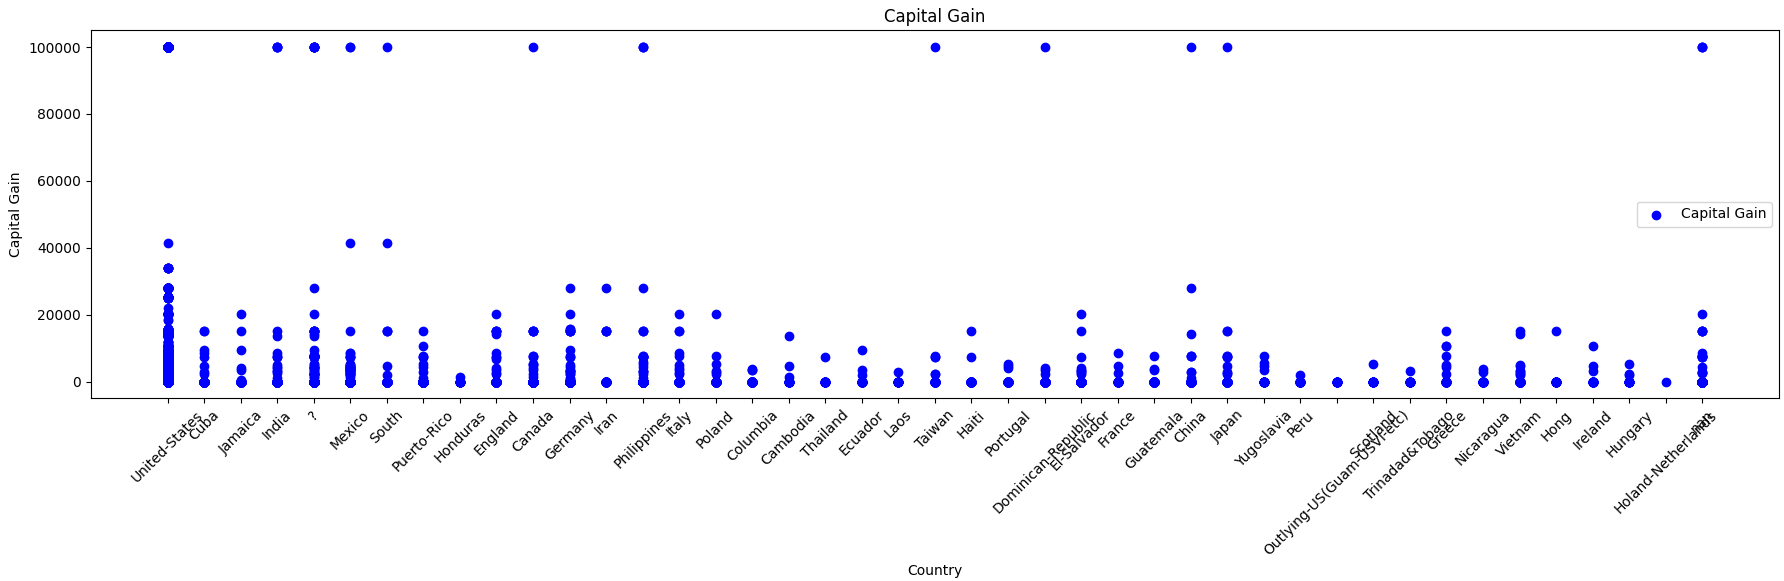 Capital Gain
100000
80000
60000
40000
20000
0
Capital Gain
Capital Gain
United-States
Cuba
Jamaica
India
?
Mexico
South
Puerto-Rico
Honduras
England
Canada
Germany
Iran
Philippines
Italy
Poland
Columbia
Cambodia
Thailand
Ecuador
Laos
Taiwan
Haiti
Portugal
Dominican-Republic
El-Salvador
France
Guatemala
China
Japan
Yugoslavia
Peru
Outlying-US(Guam-USVI-etc)
Scotland
Trinadad&Tobago
Greece
Nicaragua
Vietnam
Hong
Ireland
Hungary
Holand-Netherlands
nan
Country